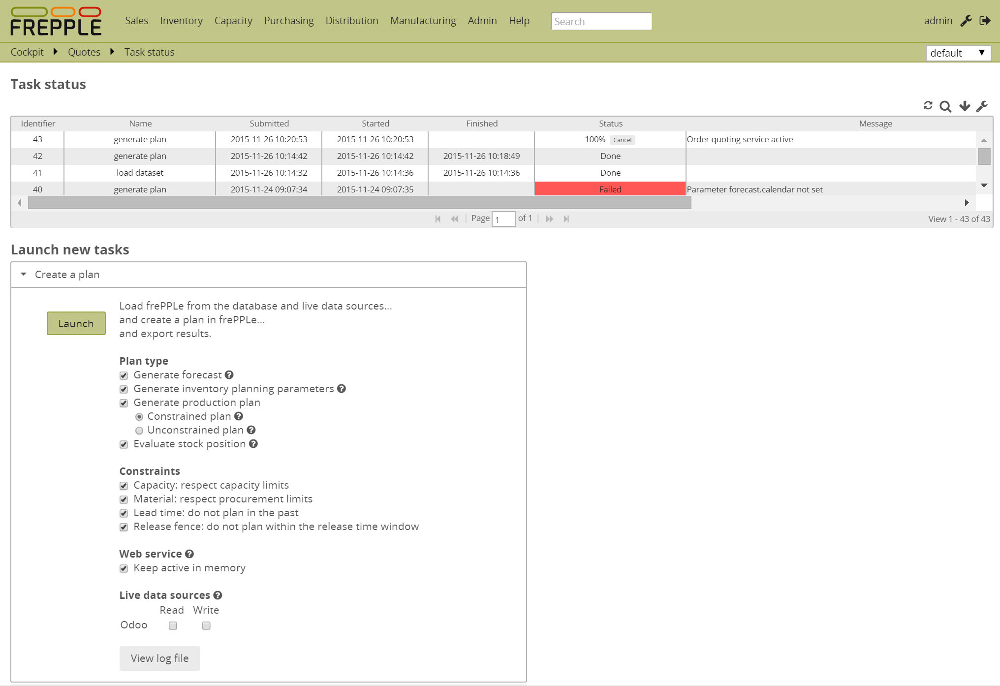 FREPPLE
Sales Inventory Capacity Purchasing Distribution Manufacturing Admin Help Search admin
Cockpit Quotes Task status default
Task status
Identifier Name Submitted Started Finished Status Message
43 generate plan 2015-11-26 10:20:53 2015-11-26 10:20:53 100% Cancel Order quoting service active
42 generate plan 2015-11-26 10:14:42 2015-11-26 10:14:42 2015-11-26 10:18:49 Done
41 load dataset 2015-11-26 10:14:32 2015-11-26 10:14:36 2015-11-26 10:14:36 Done
40 generate plan 2015-11-24 09:07:34 2015-11-24 09:07:35 Failed Parameter forecast.calendar not set
Page 1 of 1 View 1 - 43 of 43
Launch new tasks
Create a plan
Launch
Load frePPLe from the database and live data sources...
and create a plan in frePPLe...
and export results.
Plan type
Generate forecast
Generate inventory planning parameters
Generate production plan
Constrained plan
Unconstrained plan
Evaluate stock position
Constraints
Capacity: respect capacity limits
Material: respect procurement limits
Lead time: do not plan in the past
Release fence: do not plan within the release time window
Web service
Keep active in memory
Live data sources
Read Write
Odoo
View log file